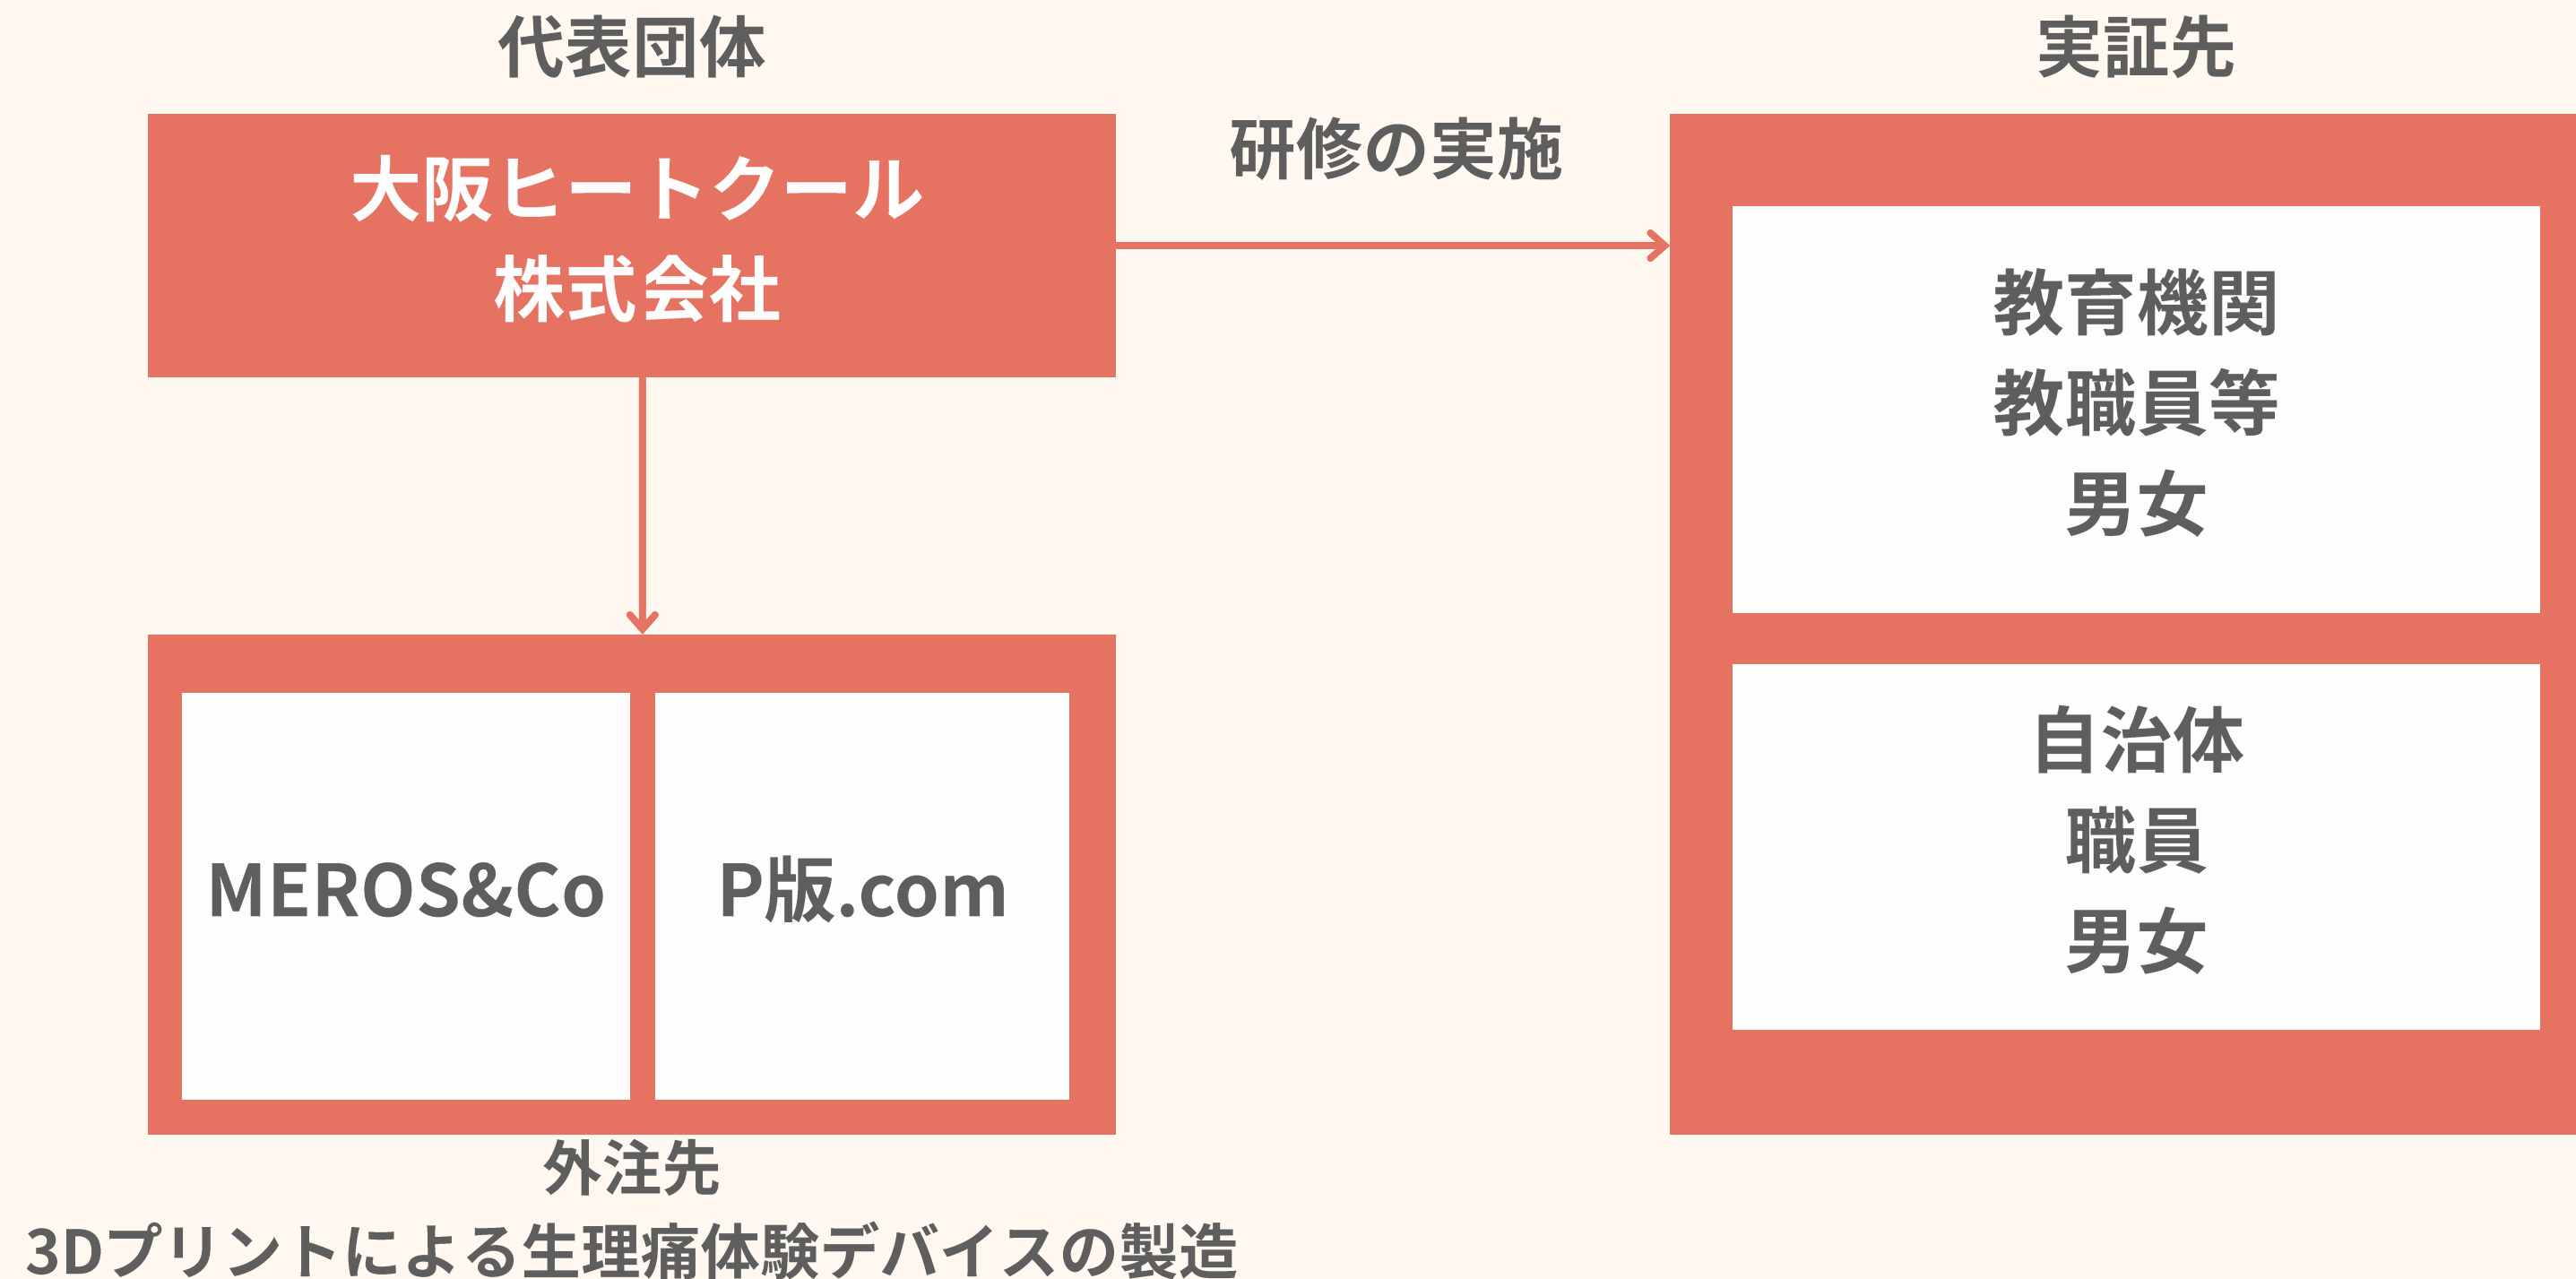 代表団体
大阪ヒートクール
株式会社
研修の実施
実証先
教育機関
教職員等
男女
自治体
職員
男女
MEROS&Co
P版.com
外注先
3Dプリントによる生理痛体験デバイスの製造